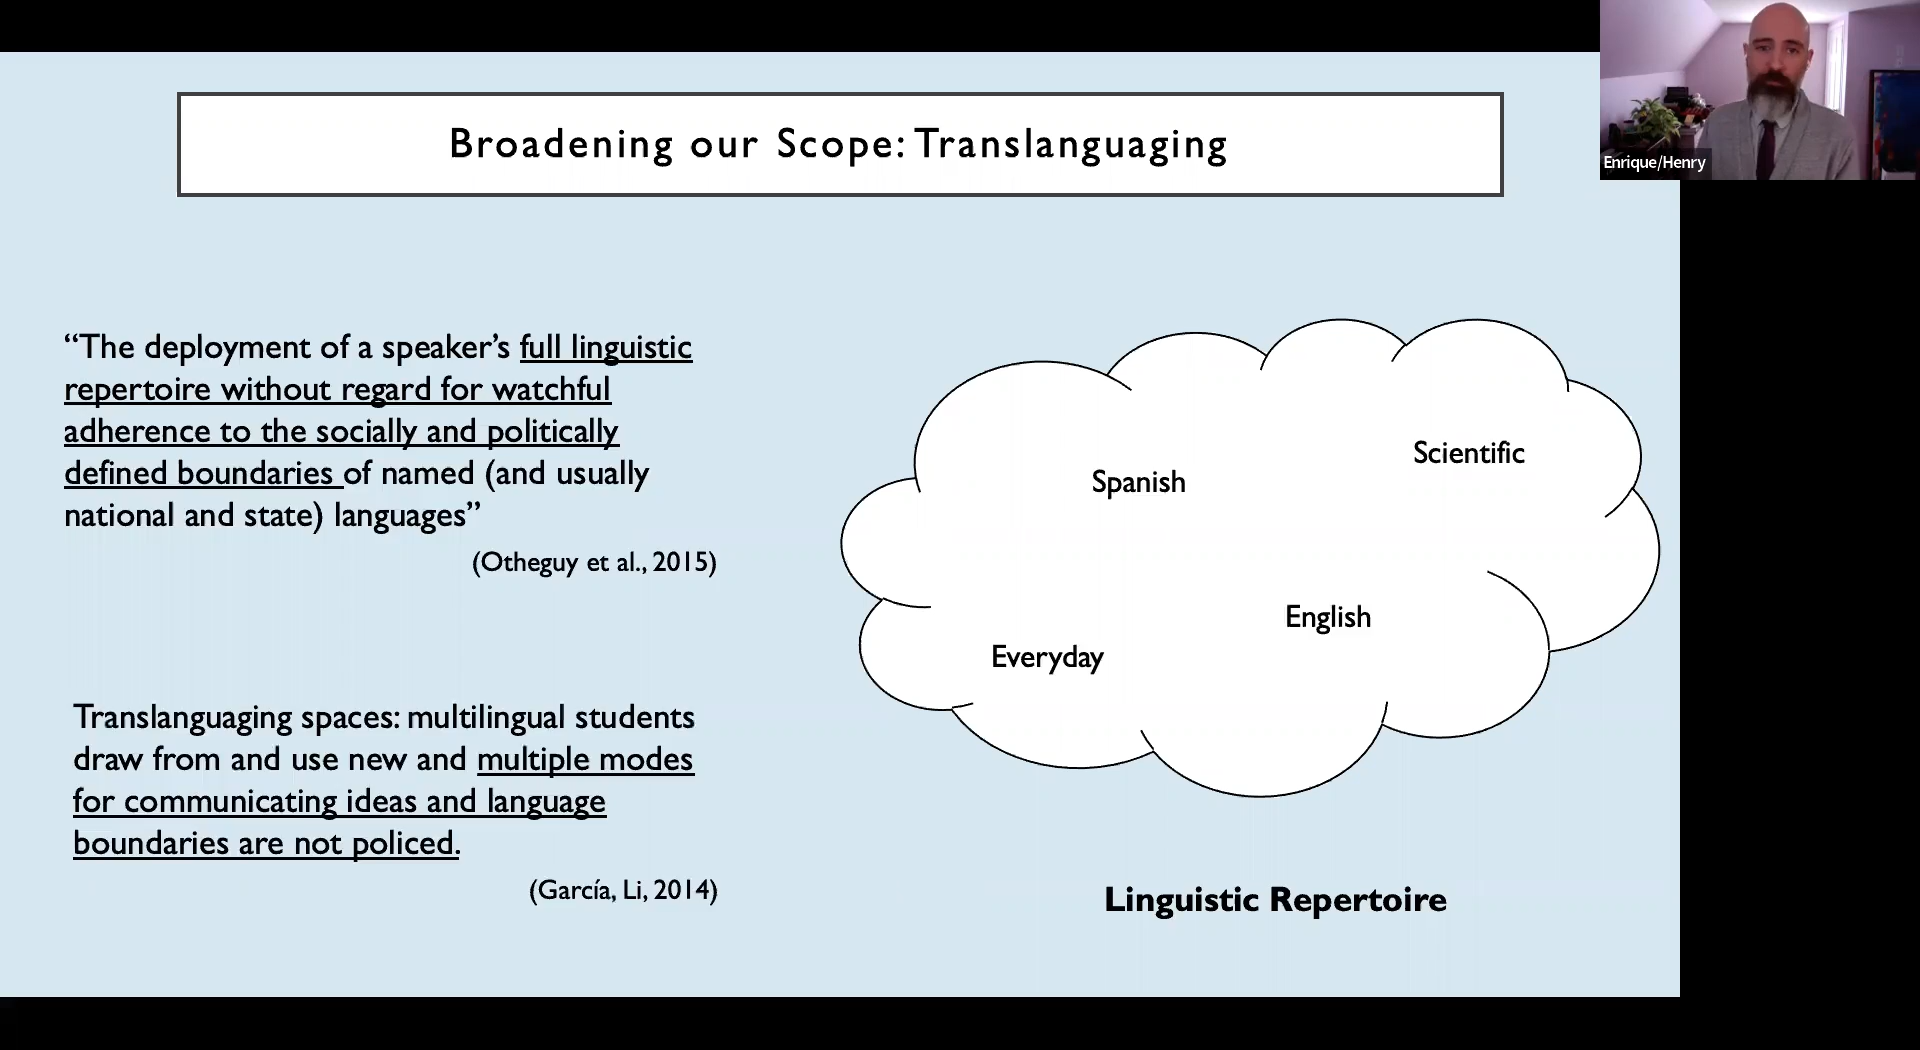 Broadening our Scope: Translanguaging
Enrique/Henry
“The deployment of a speaker’s full linguistic
repertoire without regard for watchful
adherence to the socially and politically
defined boundaries of named (and usually
national and state) languages”
(Otheguy et al., 2015)
Translanguaging spaces: multilingual students
draw from and use new and multiple modes
for communicating ideas and language
boundaries are not policed.
(García, Li, 2014)
Scientific
Spanish
English
Everyday
Linguistic Repertoire